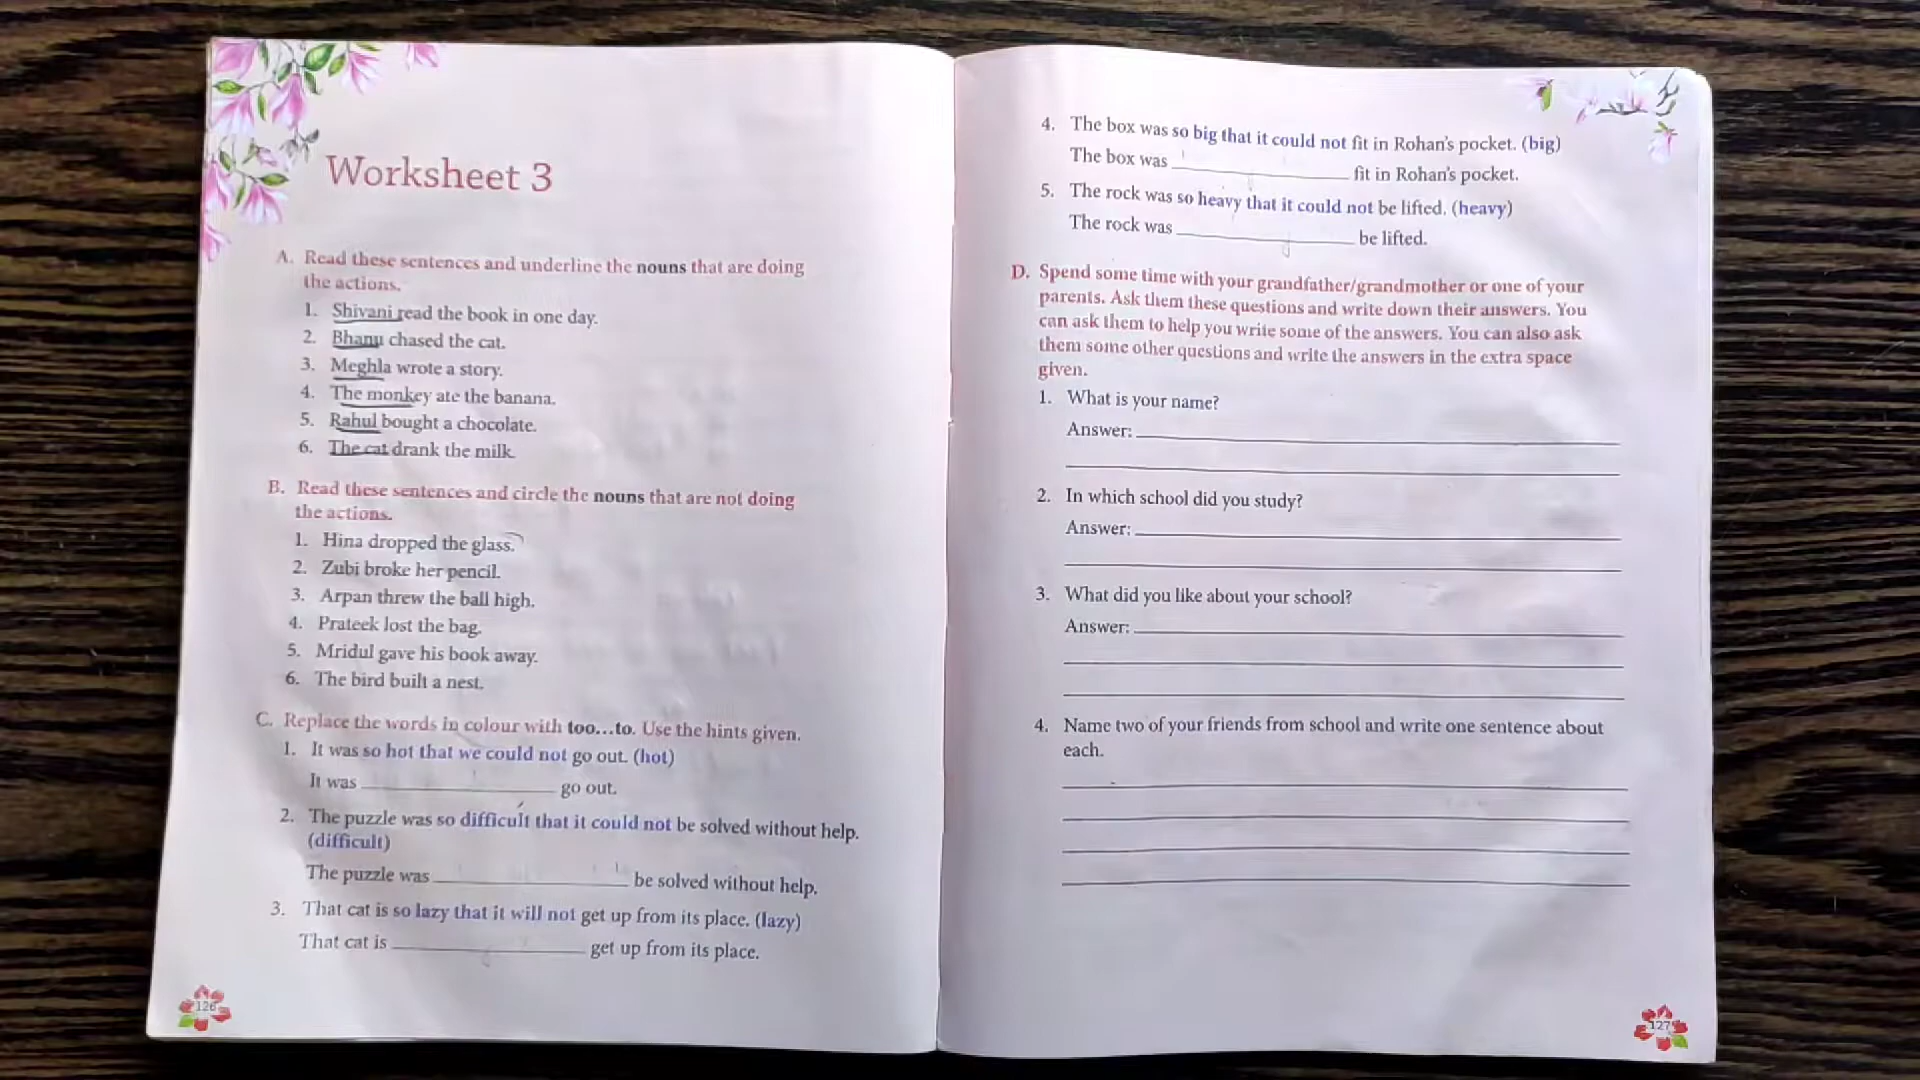 Worksheet 3
A. Read these sentences and underline the nouns that are doing
the actions.
1. Shivani read the book in one day.
2. Bhanu chased the cat.
3. Meghla wrote a story.
4. The monkey ate the banana.
5. Rahul bought a chocolate.
6. The cat drank the milk.
B. Read these sentences and circle the nouns that are not doing
the actions.
1. Hina dropped the glass.
2. Zubi broke her pencil.
3. Arpan threw the ball high.
4. Prateek lost the bag.
5. Mridul gave his book away.
6. The bird built a nest.
C. Replace the words in colour with too...to. Use the hints given.
1. It was so hot that we could not go out. (hot)
It was ____________ go out.
2. The puzzle was so difficult that it could not be solved without help.
(difficult)
The puzzle was ____________ be solved without help.
3. That cat is so lazy that it will not get up from its place. (lazy)
That cat is ____________ get up from its place.
126
4. The box was so big that it could not fit in Rohan's pocket. (big)
The box was ____________ fit in Rohan's pocket.
5. The rock was so heavy that it could not be lifted. (heavy)
The rock was ____________ be lifted.
D. Spend some time with your grandfather/grandmother or one of your
parents. Ask them these questions and write down their answers. You
can ask them to help you write some of the answers. You can also ask
them some other questions and write the answers in the extra space
given.
1. What is your name?
Answer:
2. In which school did you study?
Answer:
3. What did you like about your school?
Answer:
4. Name two of your friends from school and write one sentence about
each.
127